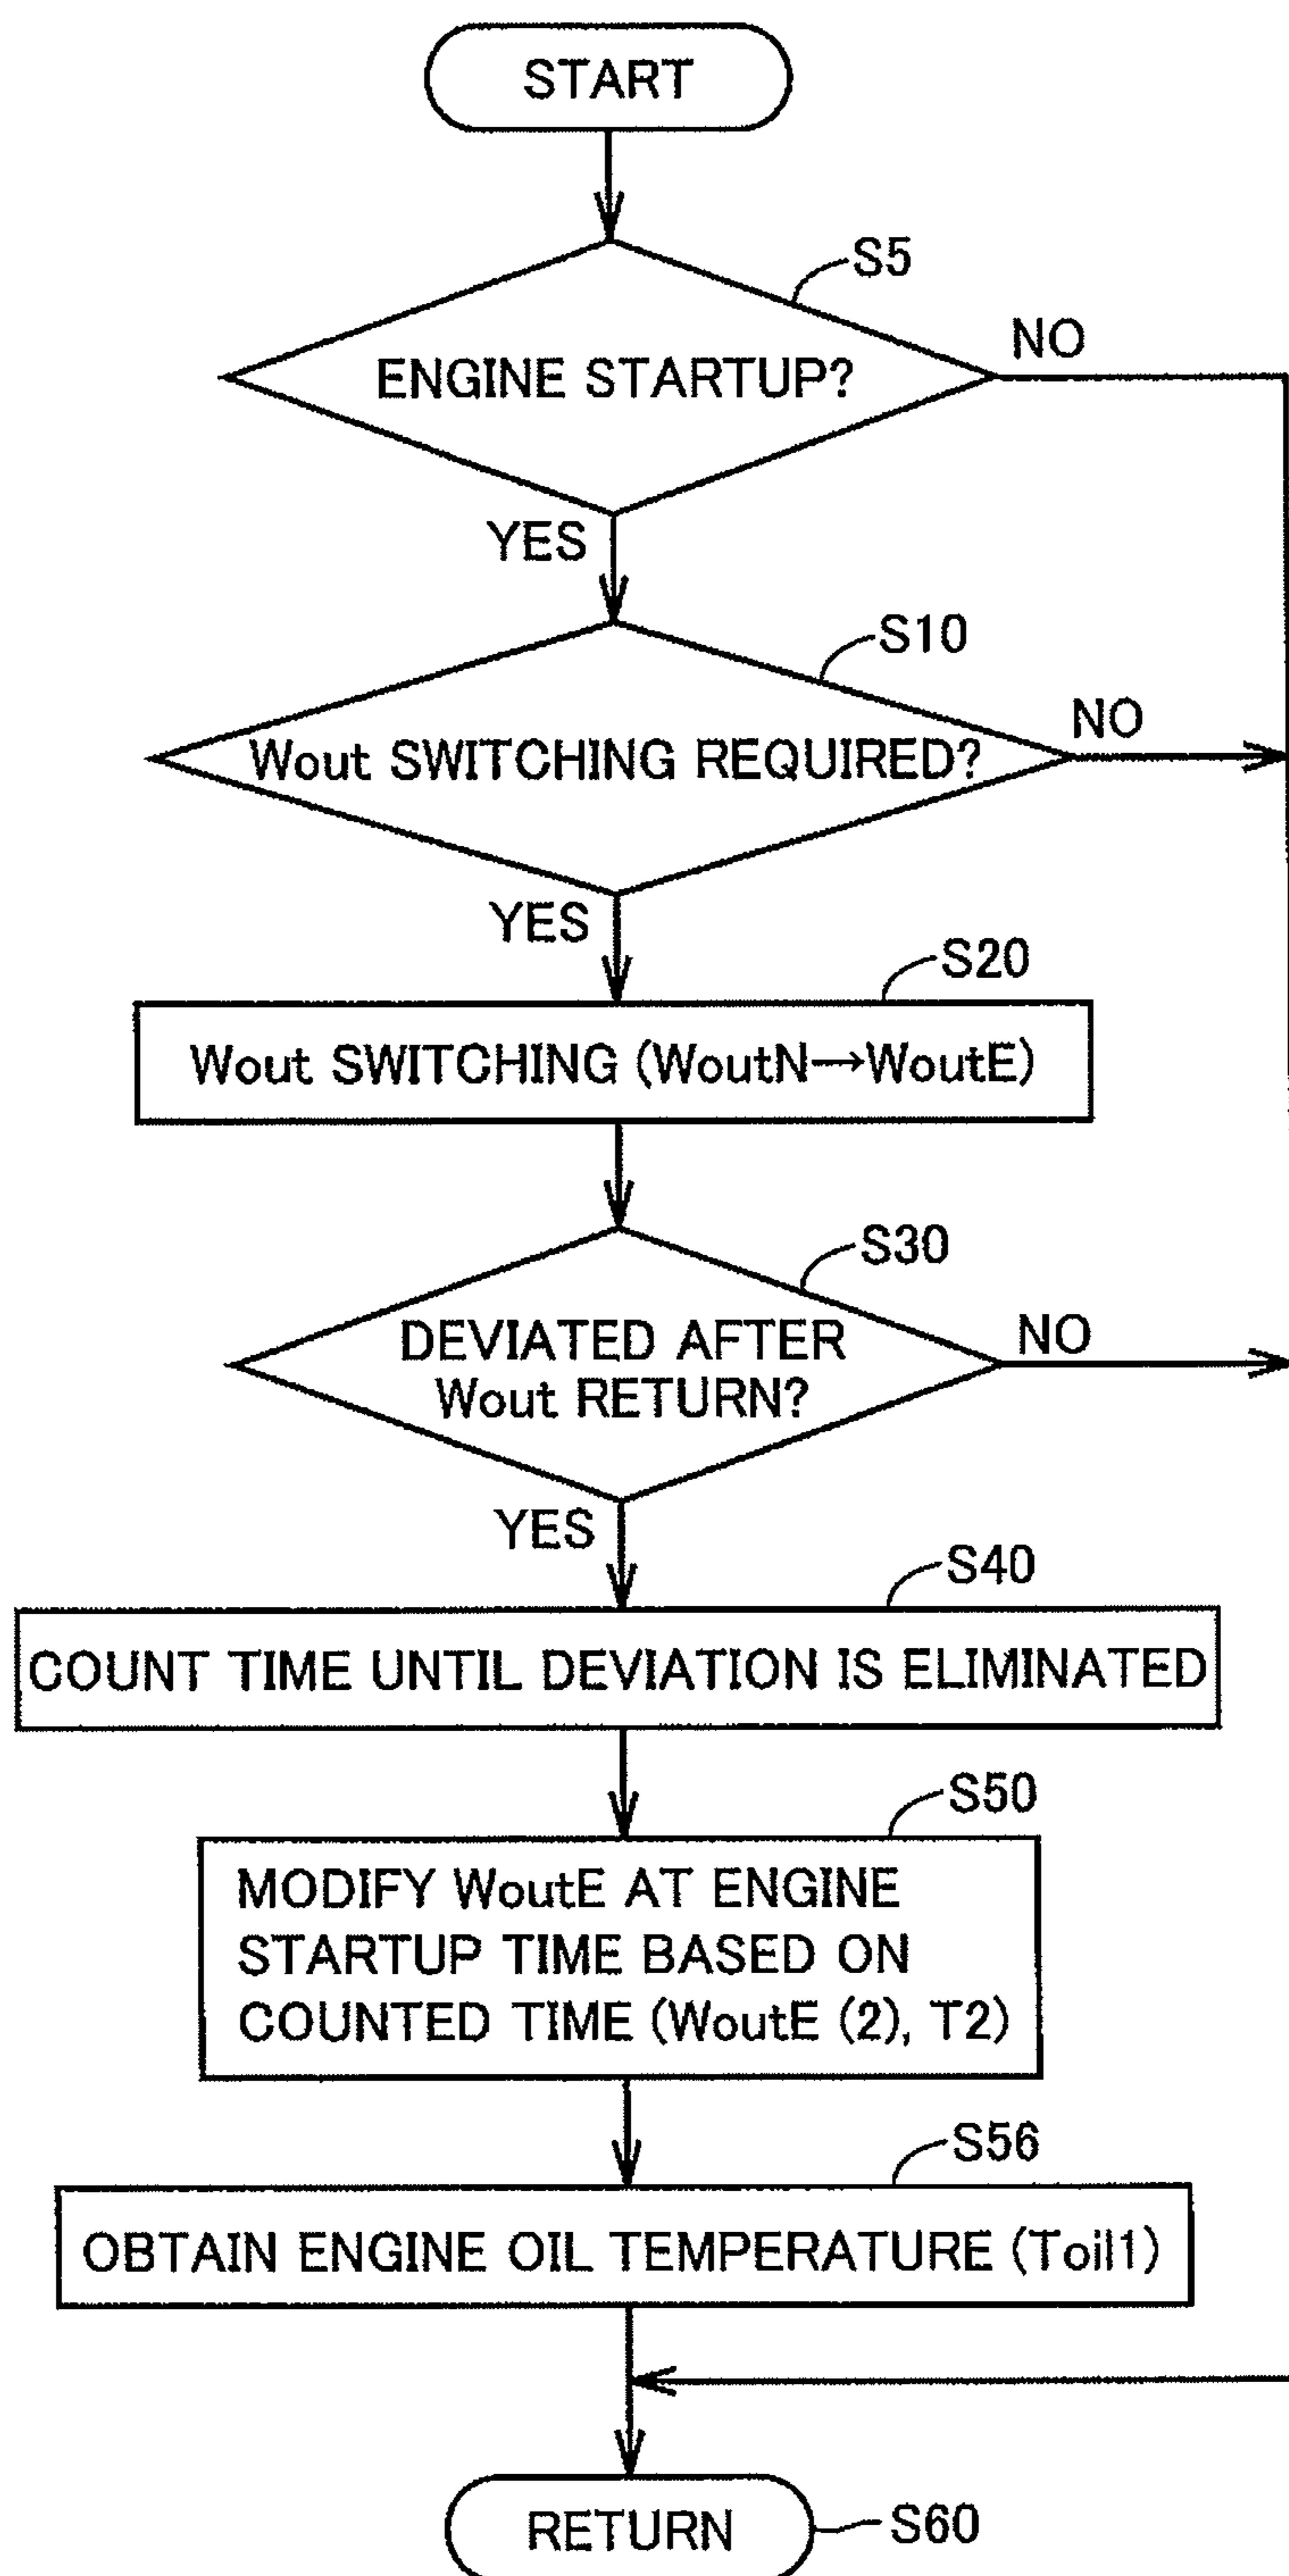 START
S5
ENGINE STARTUP?
NO
YES
S10
Wout SWITCHING REQUIRED?
NO
YES
S20
Wout SWITCHING (WoutN→WoutE)
S30
DEVIATED AFTER
Wout RETURN?
NO
YES
S40
COUNT TIME UNTIL DEVIATION IS ELIMINATED
S50
MODIFY WoutE AT ENGINE
STARTUP TIME BASED ON
COUNTED TIME (WoutE (2), T2)
S56
OBTAIN ENGINE OIL TEMPERATURE (Toil1)
RETURN
S60